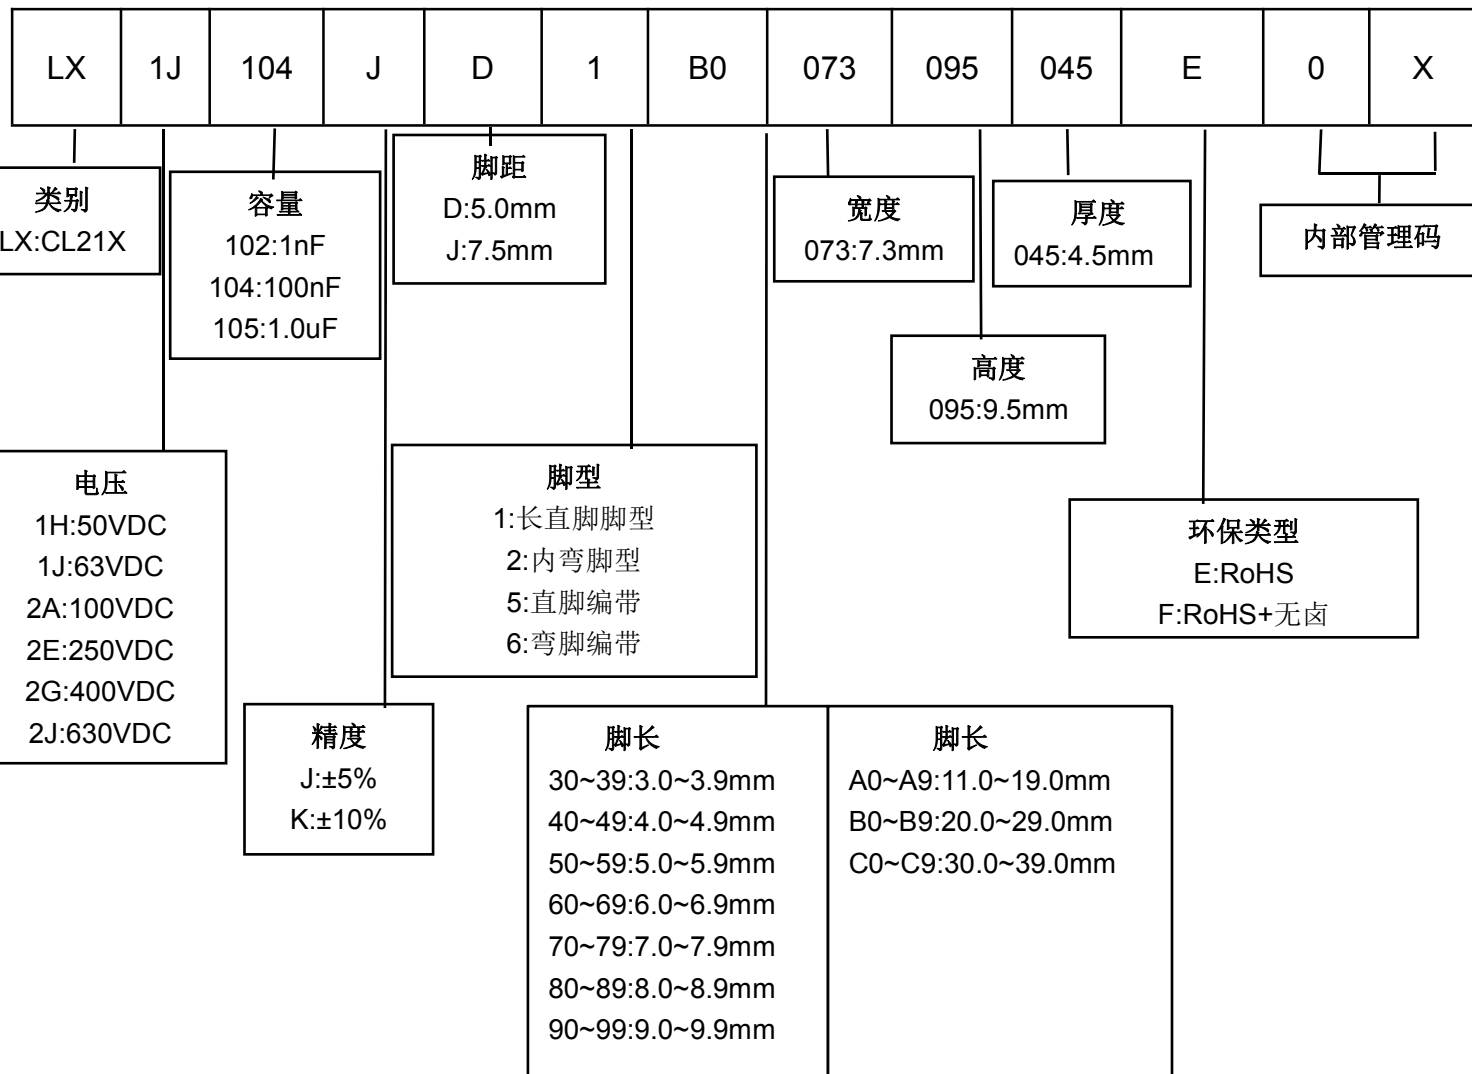 LX 1J 104 J D 1 B0 073 095 045 E 0 X
类别
LX:CL21X
容量
102:1nF
104:100nF
105:1.0uF
脚距
D:5.0mm
J:7.5mm
宽度
073:7.3mm
厚度
045:4.5mm
内部管理码
高度
095:9.5mm
电压
1H:50VDC
1J:63VDC
2A:100VDC
2E:250VDC
2G:400VDC
2J:630VDC
脚型
1:长直脚脚型
2:内弯脚型
5:直脚编带
6:弯脚编带
环保类型
E:RoHS
F:RoHS+无卤
精度
J:±5%
K:±10%
脚长
30~39:3.0~3.9mm
40~49:4.0~4.9mm
50~59:5.0~5.9mm
60~69:6.0~6.9mm
70~79:7.0~7.9mm
80~89:8.0~8.9mm
90~99:9.0~9.9mm
脚长
A0~A9:11.0~19.0mm
B0~B9:20.0~29.0mm
C0~C9:30.0~39.0mm